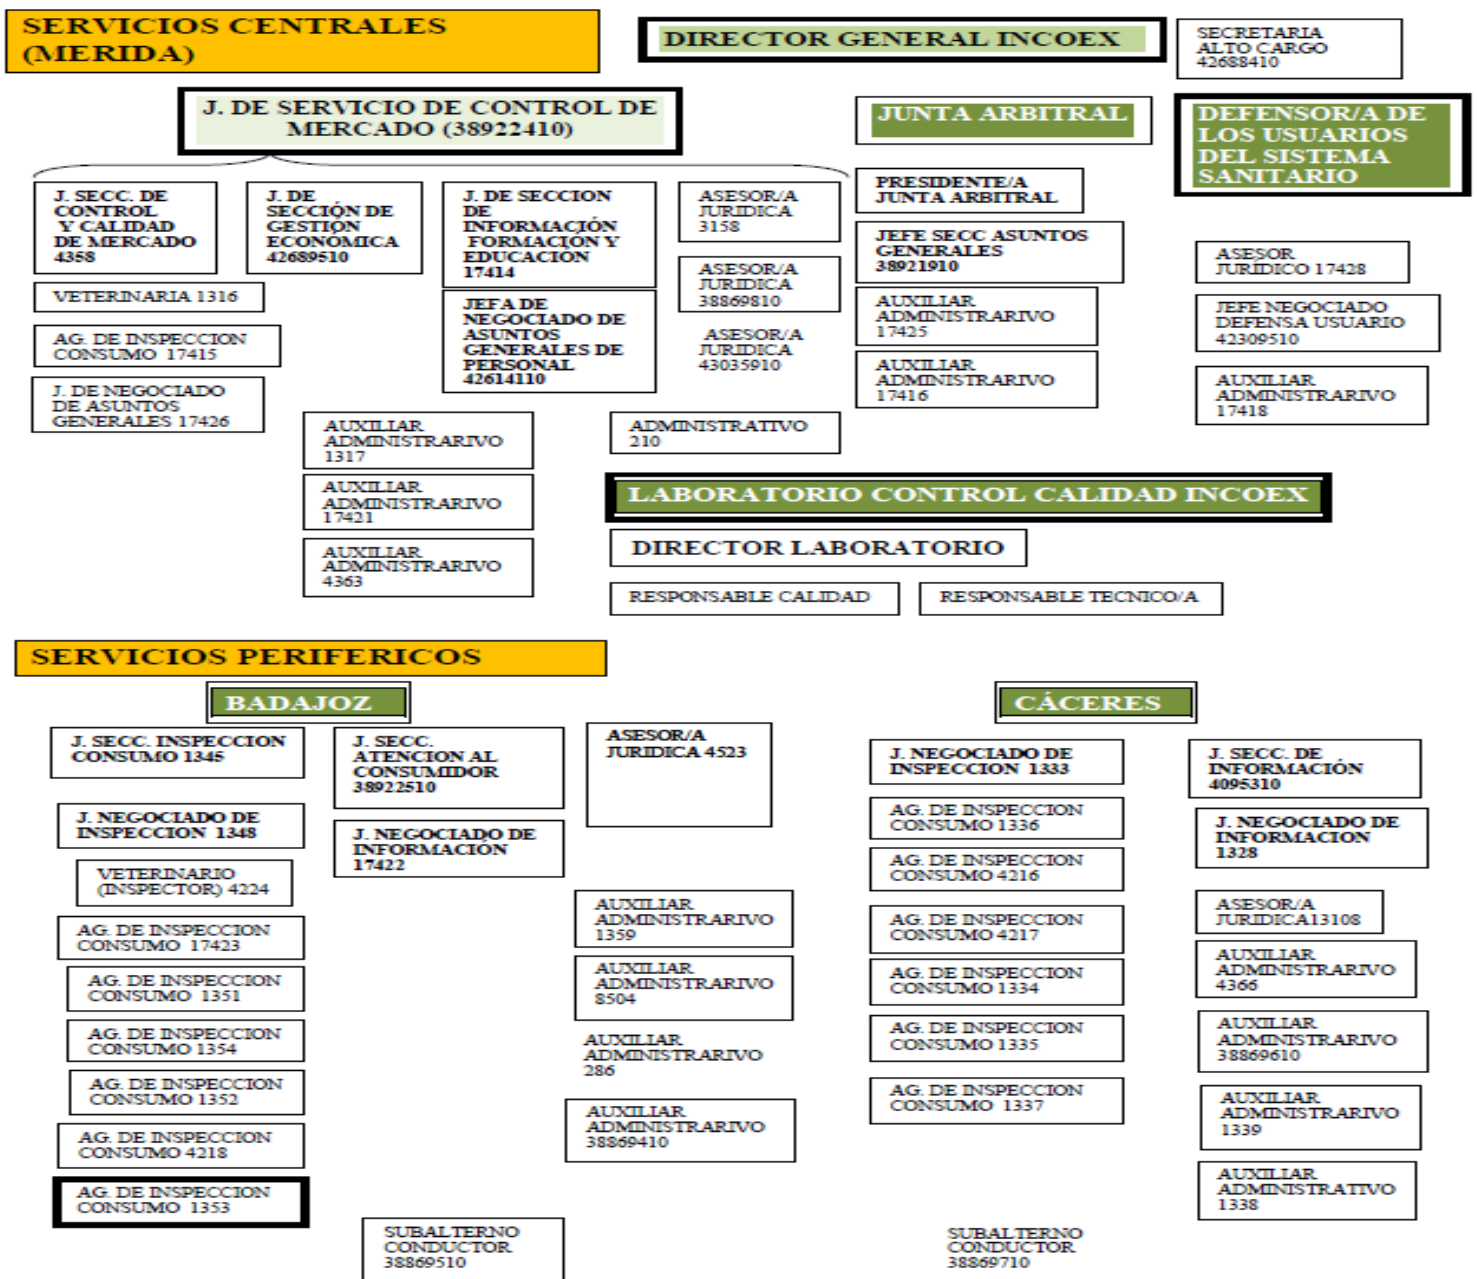 SERVICIOS CENTRALES
(MERIDA)
DIRECTOR GENERAL INCOEX
SECRETARIA
ALTO CARGO
42688410
J. DE SERVICIO DE CONTROL DE
MERCADO (38922410)
JUNTA ARBITRAL
DEFENSOR/A DE
LOS USUARIOS
DEL SISTEMA
SANITARIO
J. SECC. DE
CONTROL
Y CALIDAD
DE MERCADO
4358
J. DE
SECCIÓN DE
GESTIÓN
ECONÓMICA
42689510
J. DE SECCION
DE
INFORMACIÓN
FORMACIÓN Y
EDUCACIÓN
17414
ASESOR/A
JURIDICA
3158
PRESIDENTE/A
JUNTA ARBITRAL
JEFE SECC ASUNTOS
GENERALES
38921910
ASESOR
JURÍDICO 17428
VETERINARIA 1316
AG. DE INSPECCION
CONSUMO 17415
J. DE NEGOCIADO
DE ASUNTOS
GENERALES 17426
JEFA DE
NEGOCIADO DE
ASUNTOS
GENERALES DE
PERSONAL
42614110
ASESOR/A
JURIDICA
38869810
ASESOR/A
JURIDICA
43035910
AUXILIAR
ADMINISTRARIVO
17425
AUXILIAR
ADMINISTRARIVO
17416
JEFE NEGOCIADO
DEFENSA USUARIO
42309510
AUXILIAR
ADMINISTRARIVO
17418
AUXILIAR
ADMINISTRARIVO
1317
ADMINISTRATIVO
210
AUXILIAR
ADMINISTRARIVO
17421
AUXILIAR
ADMINISTRARIVO
4363
LABORATORIO CONTROL CALIDAD INCOEX
DIRECTOR LABORATORIO
RESPONSABLE CALIDAD
RESPONSABLE TECNICO/A
SERVICIOS PERIFERICOS
BADAJOZ
J. SECC. INSPECCION
CONSUMO 1345
J. SECC.
ATENCION AL
CONSUMIDOR
38922510
ASESOR/A
JURIDICA 4523
J. NEGOCIADO DE
INSPECCION 1348
J. NEGOCIADO DE
INFORMACIÓN
17422
VETERINARIO
(INSPECTOR) 4224
AG. DE INSPECCION
CONSUMO 17423
AG. DE INSPECCION
CONSUMO 1351
AG. DE INSPECCION
CONSUMO 1354
AG. DE INSPECCION
CONSUMO 1352
AG. DE INSPECCION
CONSUMO 4218
AG. DE INSPECCION
CONSUMO 1353
AUXILIAR
ADMINISTRARIVO
1359
AUXILIAR
ADMINISTRARIVO
8504
AUXILIAR
ADMINISTRARIVO
286
AUXILIAR
ADMINISTRARIVO
38869410
SUBALTERNO
CONDUCTOR
38869510
CÁCERES
J. NEGOCIADO DE
INSPECCION 1333
J. SECC. DE
INFORMACIÓN
4095310
AG. DE INSPECCION
CONSUMO 1336
AG. DE INSPECCION
CONSUMO 4216
AG. DE INSPECCION
CONSUMO 4217
AG. DE INSPECCION
CONSUMO 1334
AG. DE INSPECCION
CONSUMO 1335
AG. DE INSPECCION
CONSUMO 1337
J. NEGOCIADO DE
INFORMACION
1328
ASESOR/A
JURIDICA13108
AUXILIAR
ADMINISTRARIVO
4366
AUXILIAR
ADMINISTRARIVO
38869610
AUXILIAR
ADMINISTRARIVO
1339
AUXILIAR
ADMINISTRATIVO
1338
SUBALTERNO
CONDUCTOR
38869710